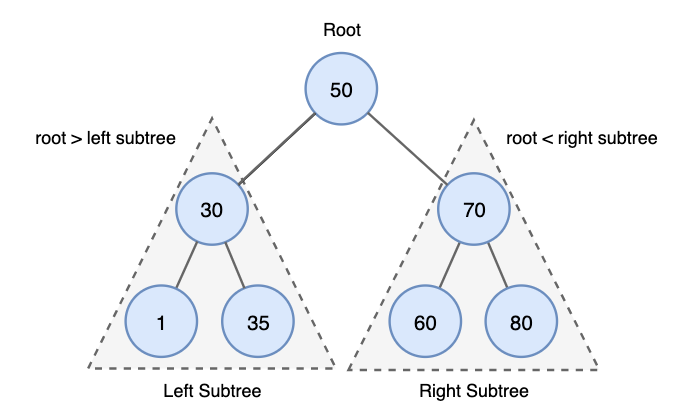 Root
50
root > left subtree
root < right subtree
30
70
1
35
60
80
Left Subtree
Right Subtree